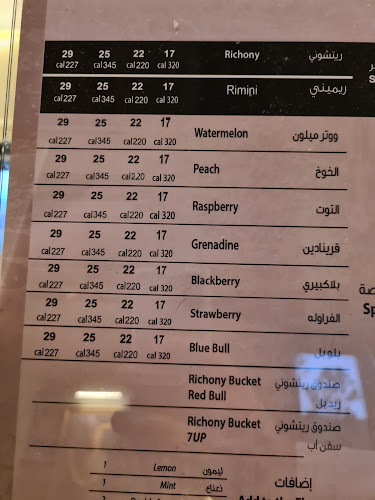 29 25 22 17 Richony ريتشوني
cal227 cal345 cal220 cal 320
29 25 22 17 Rimini ريميني
cal227 cal345 cal220 cal 320
29 25 22 17 Watermelon ووتر ميلون
cal227 cal345 cal220 cal 320
29 25 22 17 Peach الخوخ
cal227 cal345 cal220 cal 320
29 25 22 17 Raspberry التوت
cal227 cal345 cal220 cal 320
29 25 22 17 Grenadine قرينادين
cal227 cal345 cal220 cal 320
29 25 22 17 Blackberry بلاكبيري
cal227 cal345 cal220 cal 320
29 25 22 17 Strawberry الفراوله
cal227 cal345 cal220 cal 320
29 25 22 17 Blue Bull بلو بل
cal227 cal345 cal220 cal 320
Richony Bucket صندوق ريتشوني
Red Bull ريد بل
Richony Bucket صندوق ريتشوني
7UP سفن أب
إضافات
1 Lemon ليمون
1 Mint نعناع